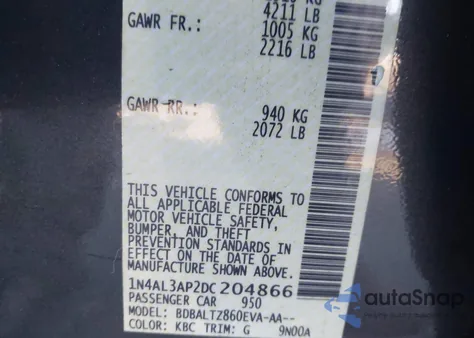 4211 LB
GAWR FR.: 1005 KG
2216 LB
GAWR RR.: 940 KG
2072 LB
THIS VEHICLE CONFORMS TO
ALL APPLICABLE FEDERAL
MOTOR VEHICLE SAFETY,
BUMPER, AND THEFT
PREVENTION STANDARDS IN
EFFECT ON THE DATE OF
MANUFACTURE SHOWN ABOVE.
1N4AL3AP2DC204866
PASSENGER CAR 950
MODEL: BDBALTZ860EVA-AA--
COLOR: KBC TRIM: G 9N00A
autoSnap